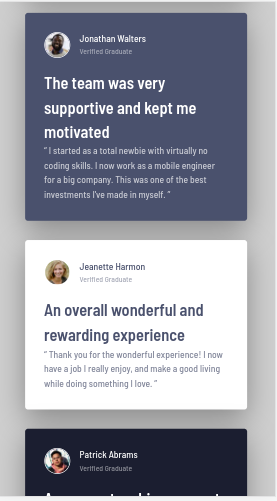 Jonathan Walters
Verified Graduate
The team was very
supportive and kept me
motivated
“ I started as a total newbie with virtually no
coding skills. I now work as a mobile engineer
for a big company. This was one of the best
investments I've made in myself. ”
Jeanette Harmon
Verified Graduate
An overall wonderful and
rewarding experience
“ Thank you for the wonderful experience! I now
have a job I really enjoy, and make a good living
while doing something I love. ”
Patrick Abrams
Verified Graduate